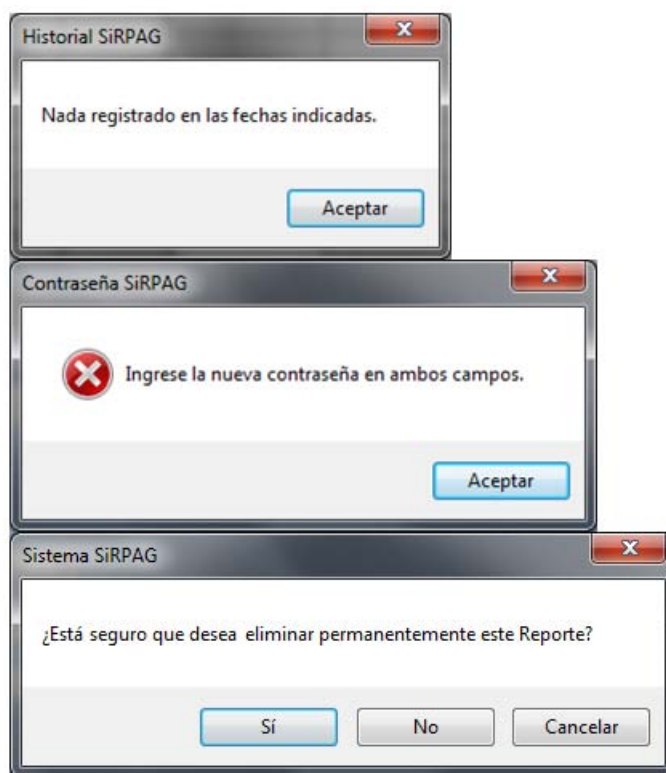 Historial SiRPAG
Nada registrado en las fechas indicadas.
Aceptar
Contraseña SiRPAG
Ingrese la nueva contraseña en ambos campos.
Aceptar
Sistema SiRPAG
¿Está seguro que desea eliminar permanentemente este Reporte?
Sí No Cancelar